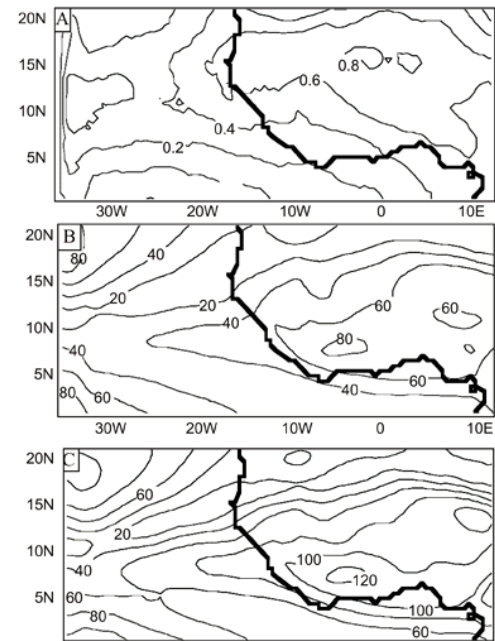 20N A
15N 0.8
0.6
10N
0.4
0.2
5N
30W 20W 10W 0 10E
20N B
80 40
15N
20 20 60 60
10N 40
40 80
5N 60
80 40
30W 20W 10W 0 10E
20N C
60
15N
20
10N 100
40 120
5N 60 100
80 60